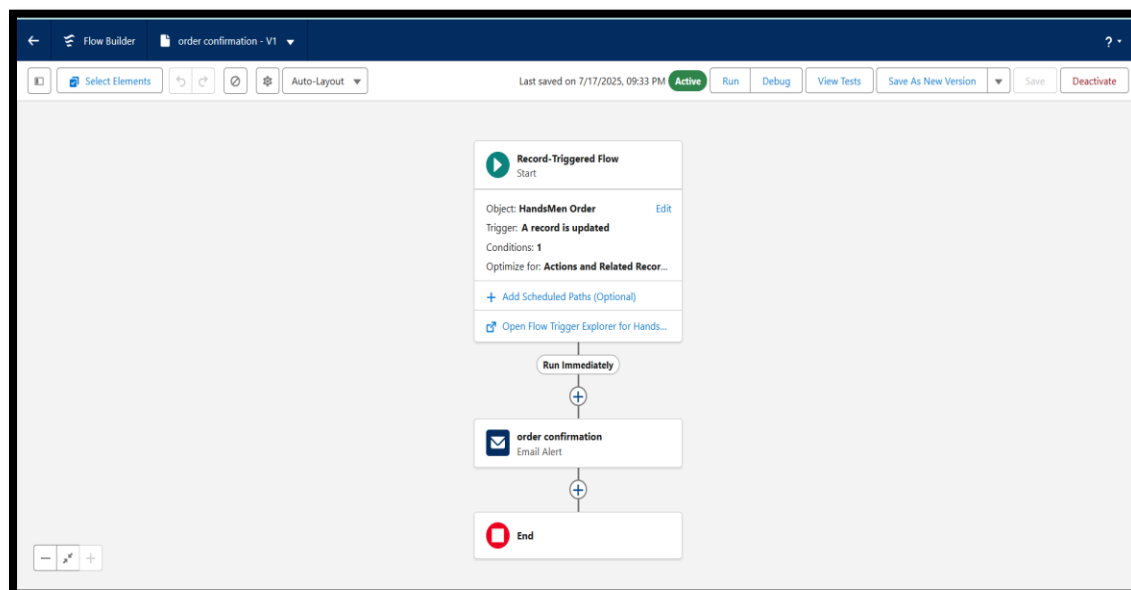 Flow Builder order confirmation - V1 ?
Select Elements Auto-Layout Last saved on 7/17/2025, 09:33 PM Active Run Debug View Tests Save As New Version Save Deactivate
Record-Triggered Flow
Start
Object: HandsMen Order Edit
Trigger: A record is updated
Conditions: 1
Optimize for: Actions and Related Recor...
+ Add Scheduled Paths (Optional)
Open Flow Trigger Explorer for Hands...
Run Immediately
order confirmation
Email Alert
End